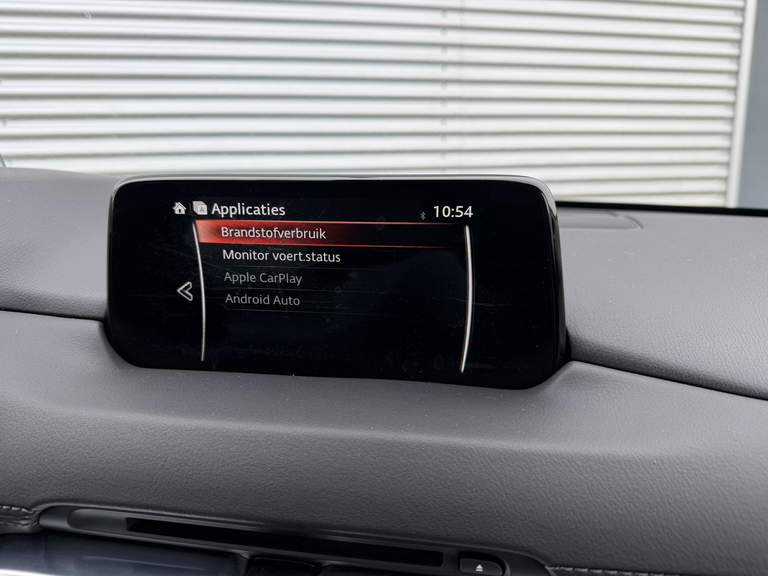 Applicaties 10:54
Brandstofverbruik
Monitor voert.status
Apple CarPlay
Android Auto